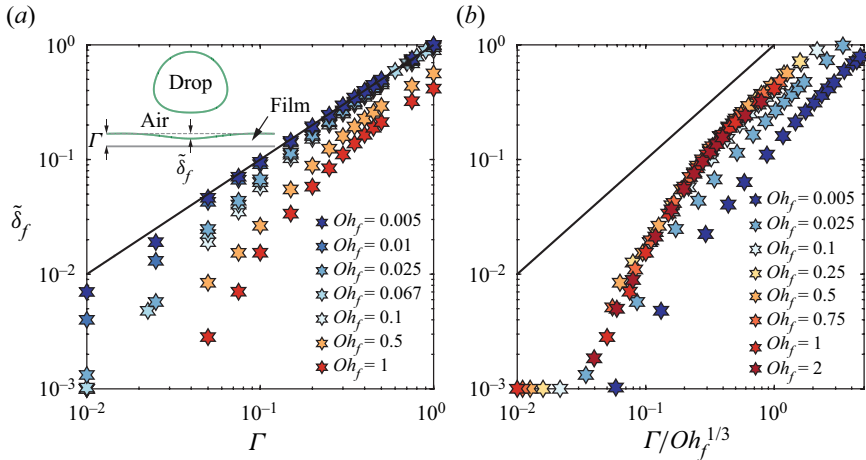 (a)
10^0
10^-1
10^-2
10^-3
δ̃_f
Drop
Air
Film
Γ
δ̃_f
Oh_f = 0.005
Oh_f = 0.01
Oh_f = 0.025
Oh_f = 0.067
Oh_f = 0.1
Oh_f = 0.5
Oh_f = 1
10^-2
10^-1
10^0
Γ
(b)
10^0
10^-1
10^-2
10^-3
Oh_f = 0.005
Oh_f = 0.025
Oh_f = 0.1
Oh_f = 0.25
Oh_f = 0.5
Oh_f = 0.75
Oh_f = 1
Oh_f = 2
10^-2
10^-1
10^0
Γ/Oh_f^1/3